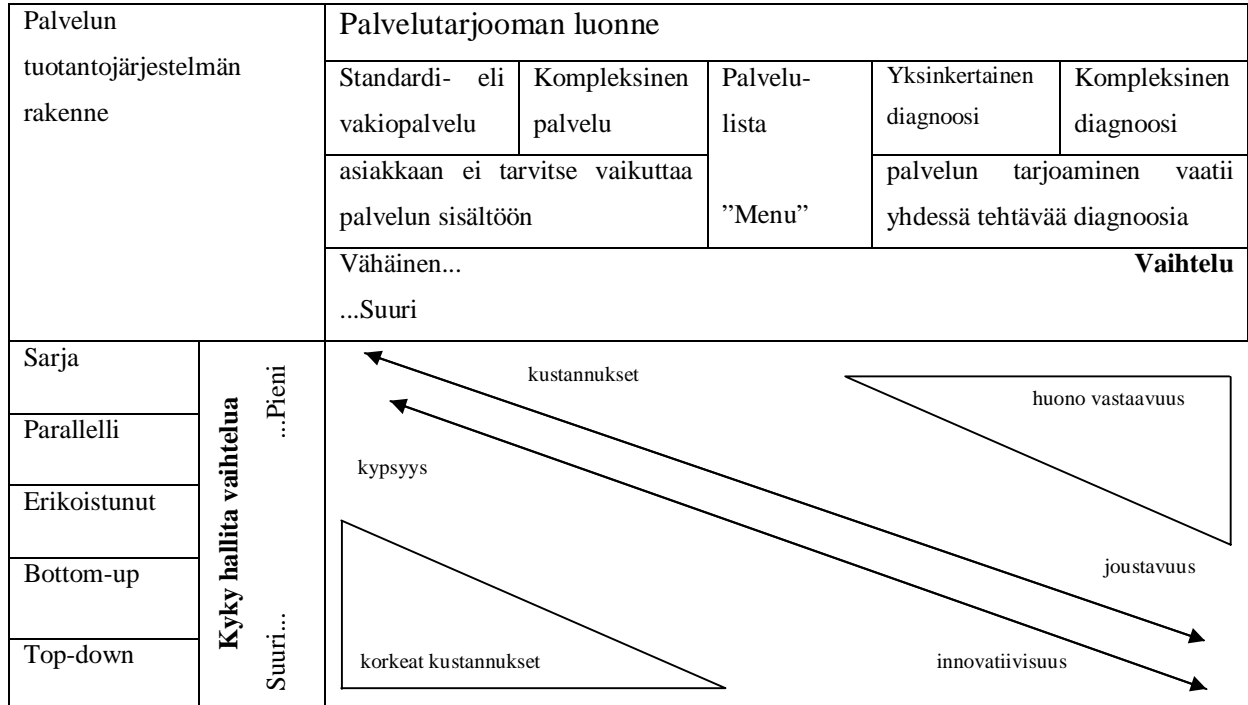 Palvelun
tuotantojärjestelmän
rakenne
Palvelutarjooman luonne
Standardi- eli
vakiopalvelu
Kompleksinen
palvelu
Palvelu-
lista
”Menu”
Yksinkertainen
diagnoosi
Kompleksinen
diagnoosi
asiakkaan ei tarvitse vaikuttaa
palvelun sisältöön
palvelun tarjoaminen vaatii
yhdessä tehtävää diagnoosia
Vähäinen... Vaihtelu
...Suuri
Sarja
Parallelli
Erikoistunut
Bottom-up
Top-down
Kyky hallita vaihtelua
...Pieni
Suuri...
kustannukset
huono vastaavuus
kypsyys
joustavuus
korkeat kustannukset
innovatiivisuus